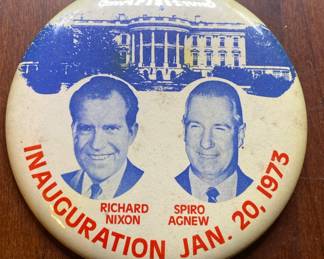 RICHARD NIXON
SPIRO AGNEW
INAUGURATION JAN. 20, 1973